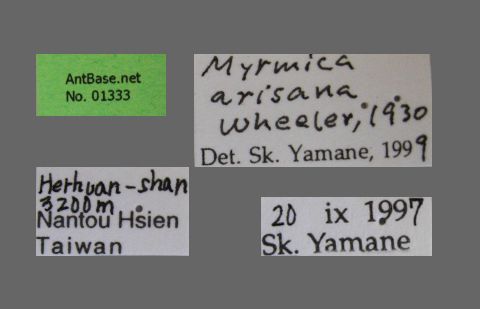 AntBase.net
No. 01333
Myrmica
arisana
Wheeler, 1930
Det. Sk. Yamane, 1999
Herhuan-shan
3200m
Nantou Hsien
Taiwan
20 ix 1997
Sk. Yamane